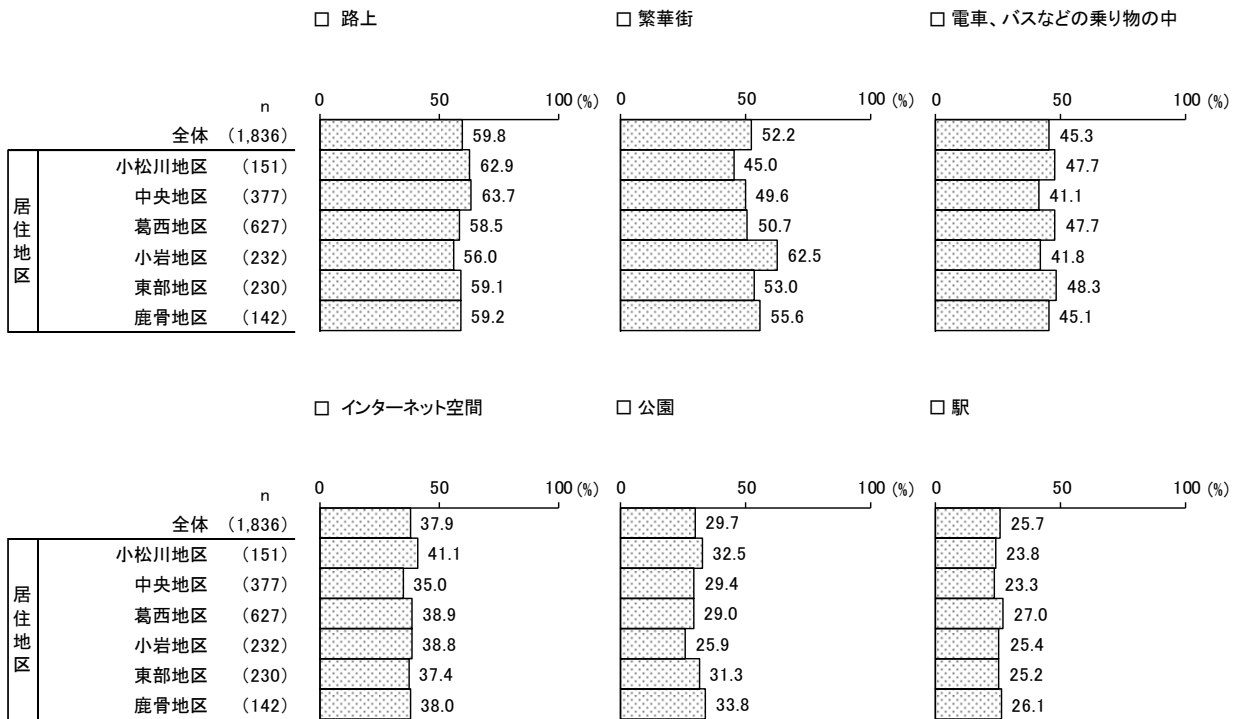 □ 路上 □ 繁華街 □ 電車、バスなどの乗り物の中
n 0 50 100 (%) 0 50 100 (%) 0 50 100 (%)
全体 (1,836) 59.8 52.2 45.3
小松川地区 (151) 62.9 45.0 47.7
中央地区 (377) 63.7 49.6 41.1
葛西地区 (627) 58.5 50.7 47.7
小岩地区 (232) 56.0 62.5 41.8
東部地区 (230) 59.1 53.0 48.3
鹿骨地区 (142) 59.2 55.6 45.1
居住地区
□ インターネット空間 □ 公園 □ 駅
n 0 50 100 (%) 0 50 100 (%) 0 50 100 (%)
全体 (1,836) 37.9 29.7 25.7
小松川地区 (151) 41.1 32.5 23.8
中央地区 (377) 35.0 29.4 23.3
葛西地区 (627) 38.9 29.0 27.0
小岩地区 (232) 38.8 25.9 25.4
東部地区 (230) 37.4 31.3 25.2
鹿骨地区 (142) 38.0 33.8 26.1
居住地区